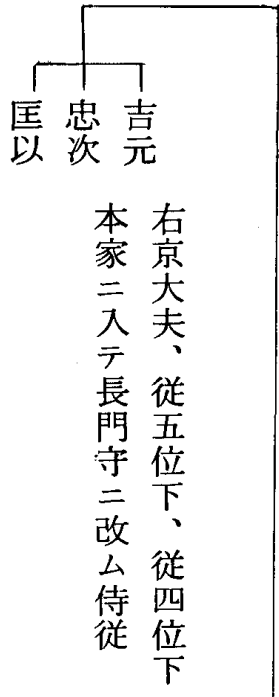 吉元
右京大夫、従五位下、従四位下
本家ニ入テ長門守ニ改ム侍従
忠次
匡以